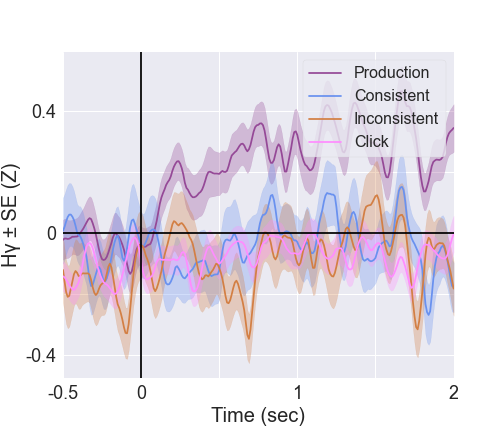 Production
Consistent
Inconsistent
Click
0.4
0
-0.4
Hγ ± SE (Z)
-0.5 0 1 2
Time (sec)